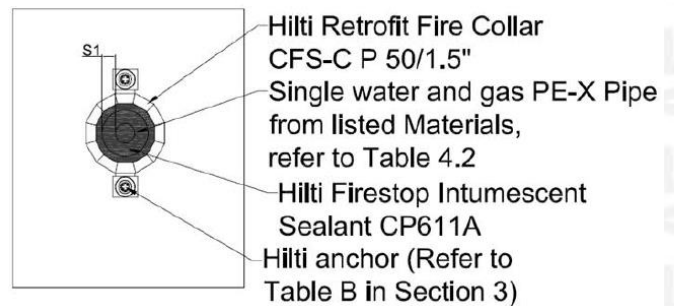 S1
Hilti Retrofit Fire Collar
CFS-C P 50/1.5"
Single water and gas PE-X Pipe
from listed Materials,
refer to Table 4.2
Hilti Firestop Intumescent
Sealant CP611A
Hilti anchor (Refer to
Table B in Section 3)